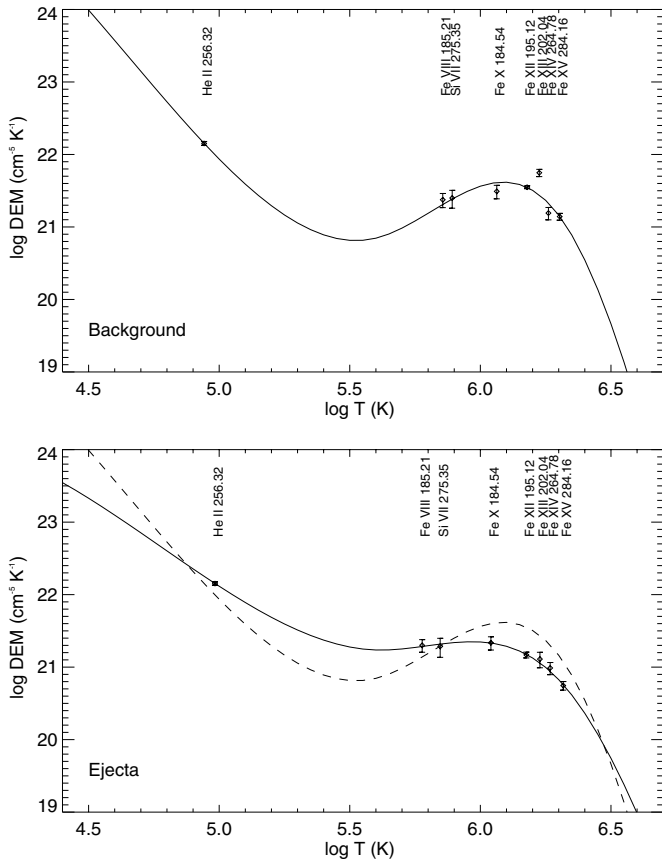 24
23
22
21
20
19
log DEM (cm⁻⁵ K⁻¹)
He II 256.32
Fe VIII 185.21
Si VII 275.35
Fe X 184.54
Fe XII 195.12
Fe XIII 202.04
Fe XIV 264.78
Fe XV 284.16
Background
4.5 5.0 5.5 6.0 6.5
log T (K)
24
23
22
21
20
19
log DEM (cm⁻⁵ K⁻¹)
He II 256.32
Fe VIII 185.21
Si VII 275.35
Fe X 184.54
Fe XII 195.12
Fe XIII 202.04
Fe XIV 264.78
Fe XV 284.16
Ejecta
4.5 5.0 5.5 6.0 6.5
log T (K)